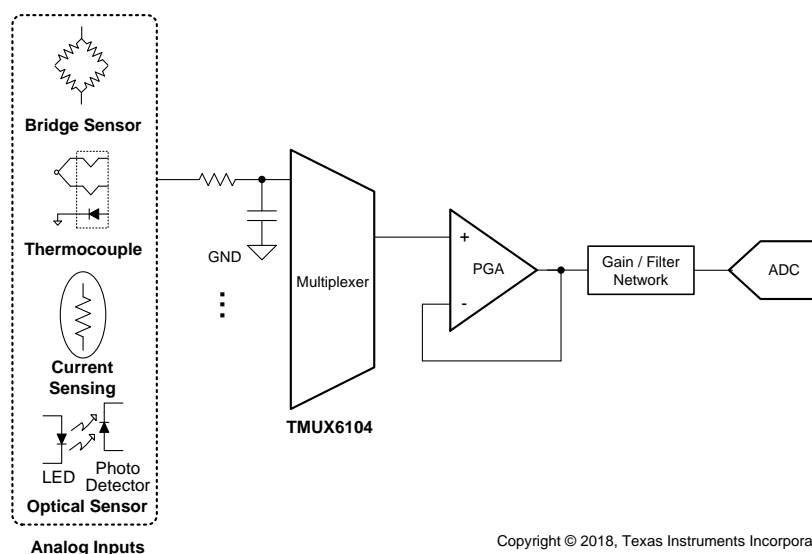 Bridge Sensor
Thermocouple
Current
Sensing
LED
Photo
Detector
Optical Sensor
Analog Inputs
GND
Multiplexer
TMUX6104
+
-
PGA
Gain / Filter
Network
ADC
Copyright © 2018, Texas Instruments Incorpora